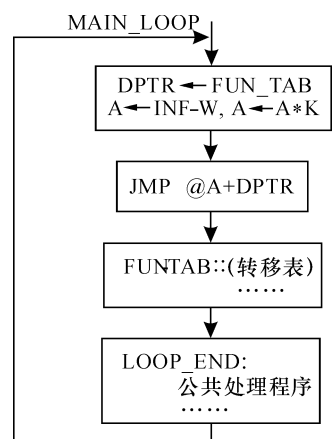 MAIN_LOOP
DPTR←FUN_TAB
A←INF-W, A←A*K
JMP @A+DPTR
FUNTAB::(转移表)
……
LOOP_END:
公共处理程序
……